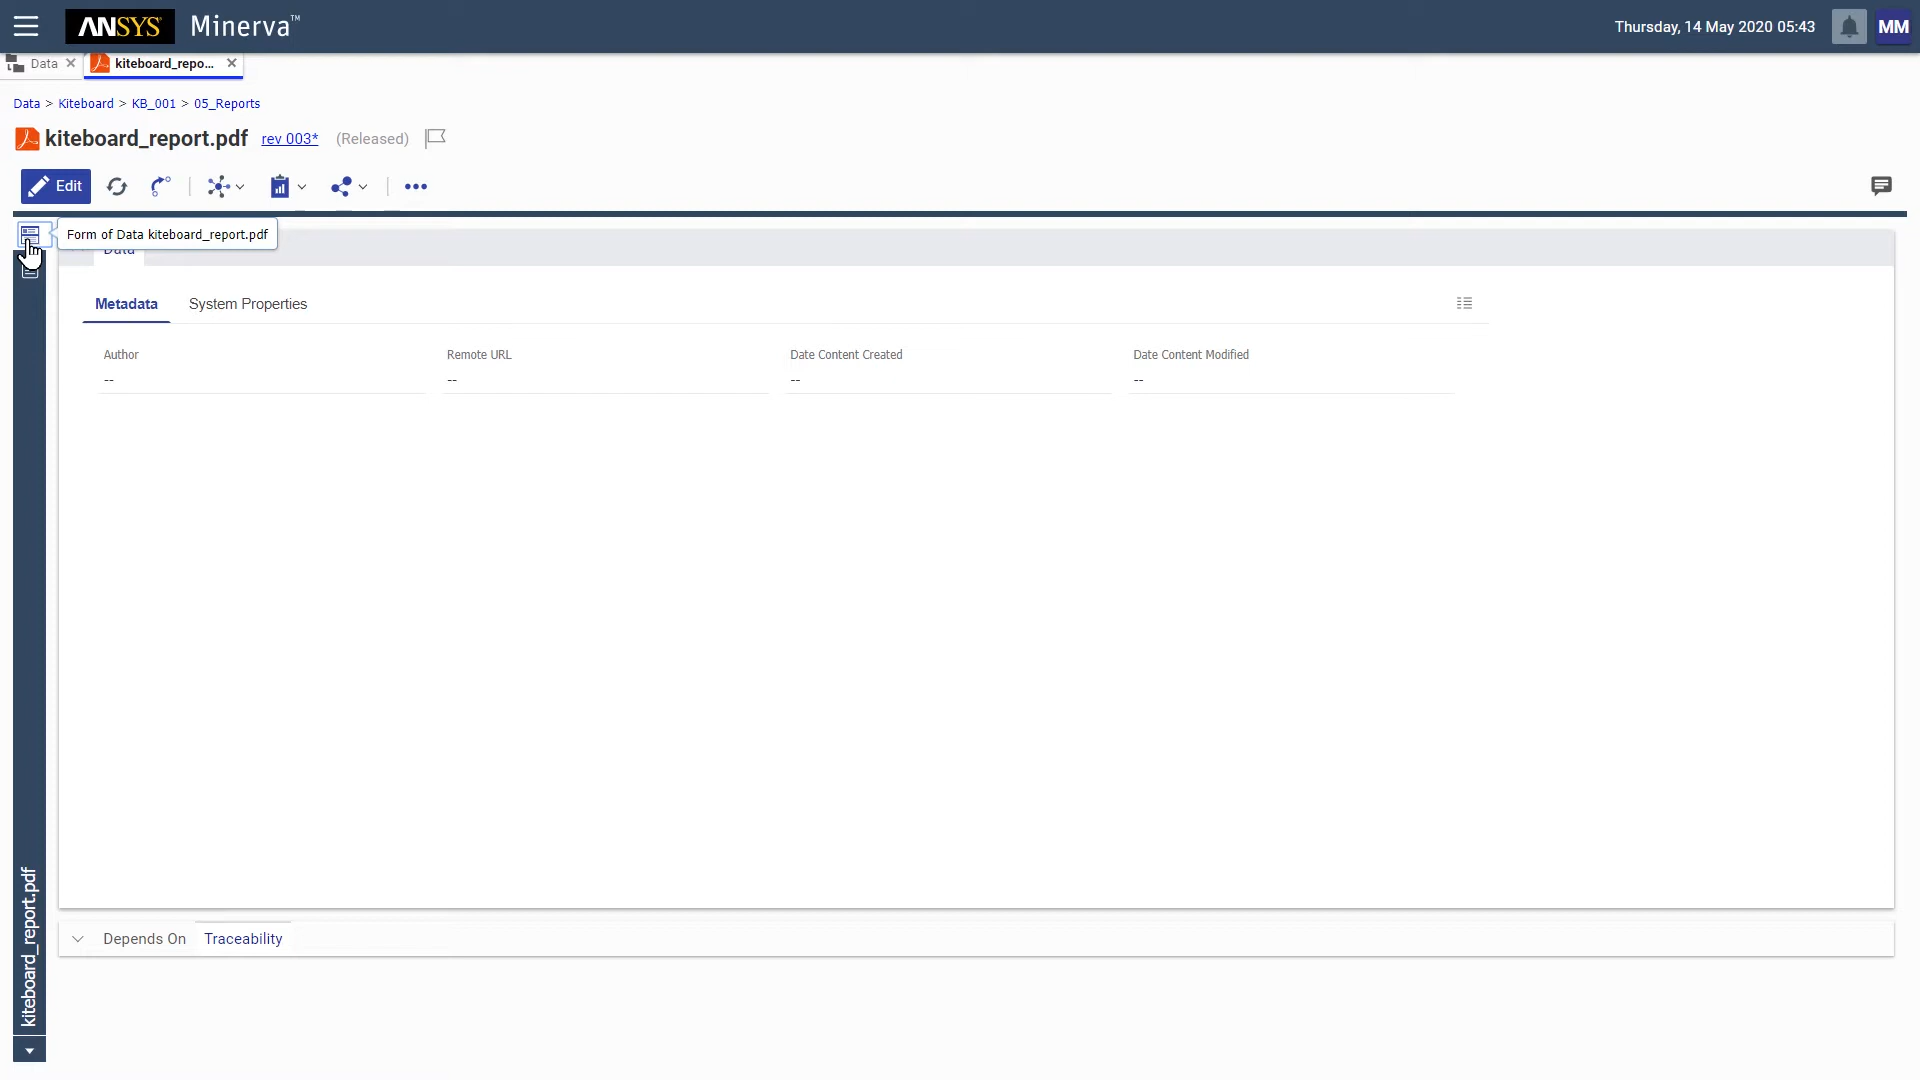 ANSYS Minerva™
Thursday, 14 May 2020 05:43
MM
Data
kiteboard_repo...
Data > Kiteboard > KB_001 > 05_Reports
kiteboard_report.pdf rev 003* (Released)
Edit
Form of Data kiteboard_report.pdf
Data
Metadata System Properties
Author Remote URL Date Content Created Date Content Modified
-- -- -- --
kiteboard_report.pdf
Depends On Traceability